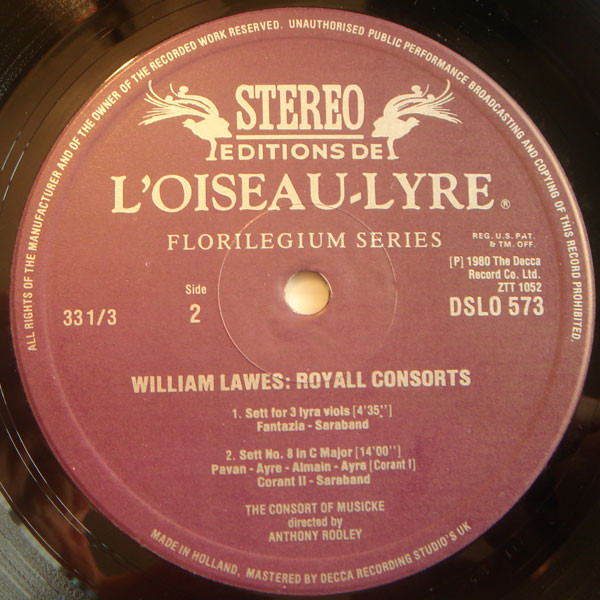 ALL RIGHTS OF THE MANUFACTURER AND OF THE OWNER OF THE RECORDED WORK RESERVED. UNAUTHORISED PUBLIC PERFORMANCE BROADCASTING AND COPYING OF THIS RECORD PROHIBITED.
STEREO
EDITIONS DE
L'OISEAU-LYRE®
FLORILEGIUM SERIES
REG. U.S. PAT.
& TM. OFF.
[P] 1980 The Decca
Record Co. Ltd.
ZTT 1052
DSLO 573
33 1/3
Side
2
WILLIAM LAWES: ROYALL CONSORTS
1. Sett for 3 lyra viols [4'35'']
Fantazia - Saraband
2. Sett No. 8 in C Major [14'00'']
Pavan - Ayre - Almain - Ayre [Corant I]
Corant II - Saraband
THE CONSORT OF MUSICKE
directed by
ANTHONY ROOLEY
MADE IN HOLLAND. MASTERED BY DECCA RECORDING STUDIO'S UK